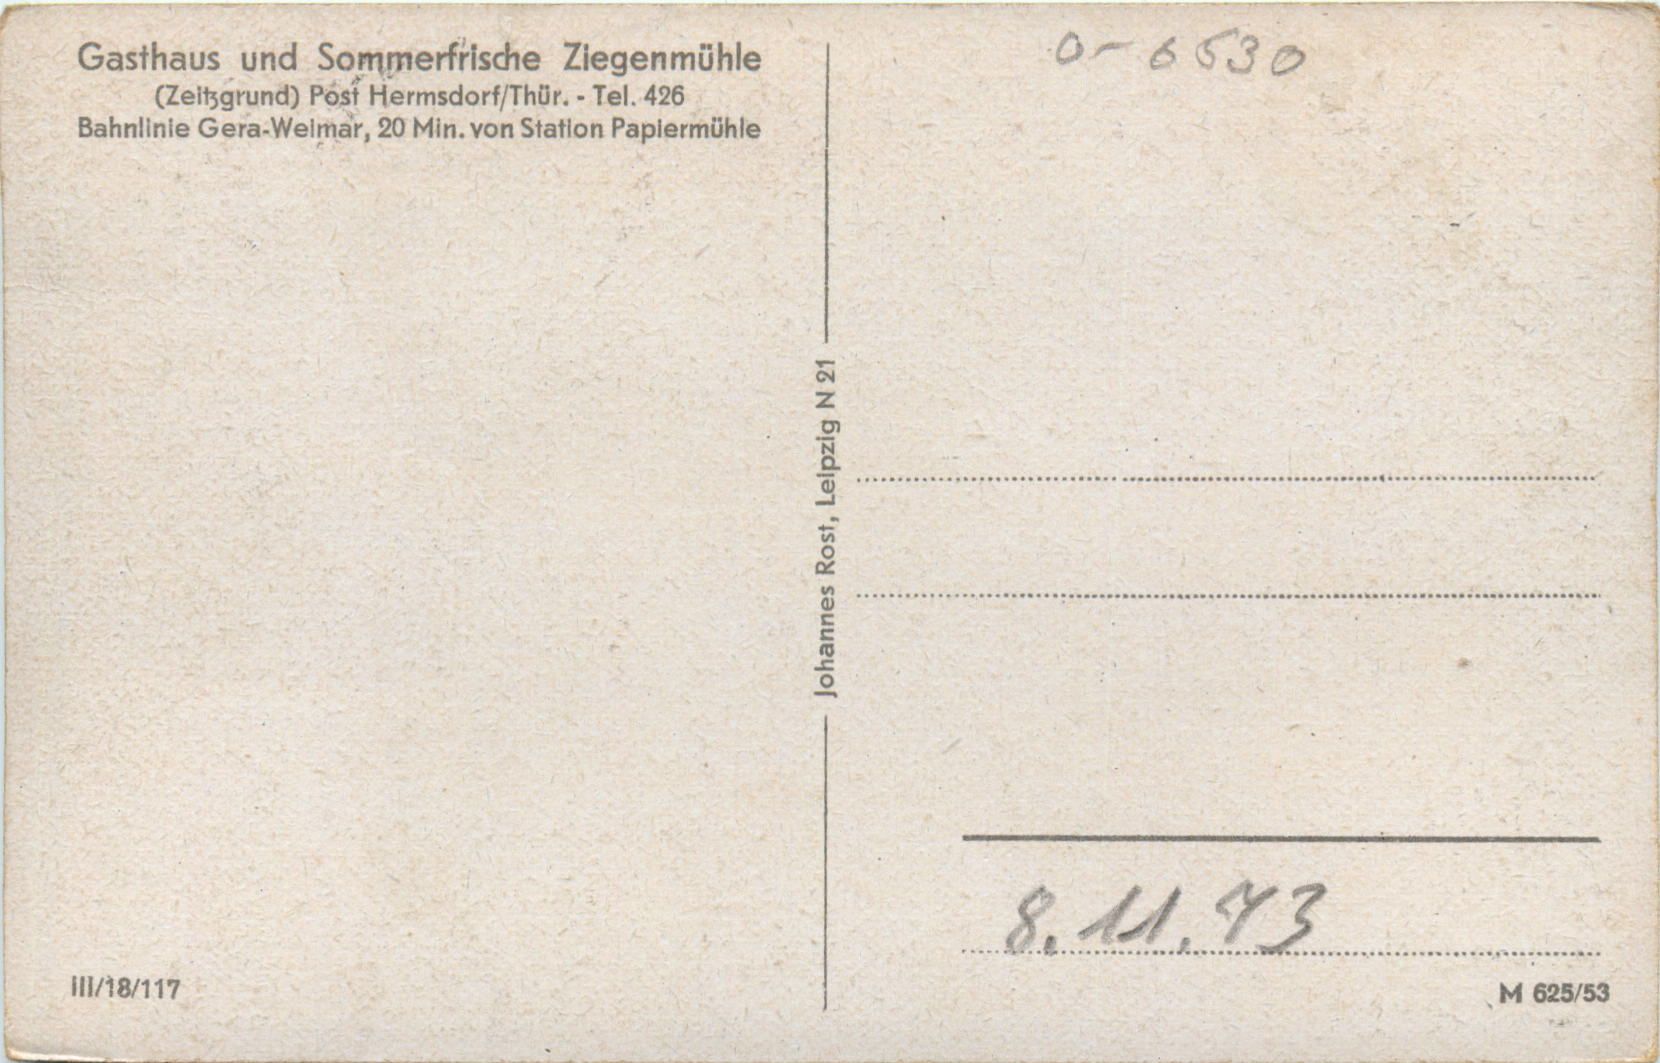 Gasthaus und Sommerfrische Ziegenmühle
(Zeitzgrund) Post Hermsdorf/Thür. - Tel. 426
Bahnlinie Gera-Weimar, 20 Min. von Station Papiermühle
0-6530
Johannes Rost, Leipzig N 21
8.11.73
III/18/117
M 625/53